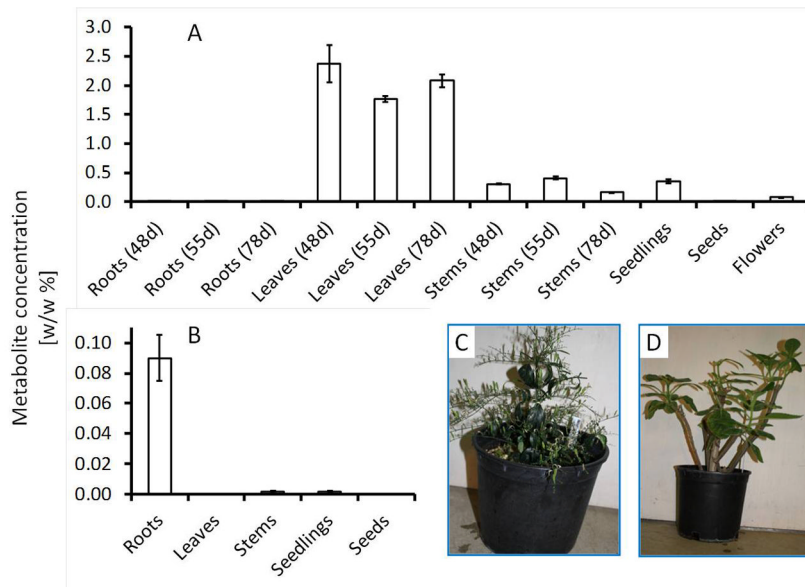 A
3.0
2.5
2.0
1.5
1.0
0.5
0.0
Roots (48d)
Roots (55d)
Roots (78d)
Leaves (48d)
Leaves (55d)
Leaves (78d)
Stems (48d)
Stems (55d)
Stems (78d)
Seedlings
Seeds
Flowers
Metabolite concentration
[w/w %]
B
0.10
0.08
0.06
0.04
0.02
0.00
Roots
Leaves
Stems
Seedlings
Seeds
C
D